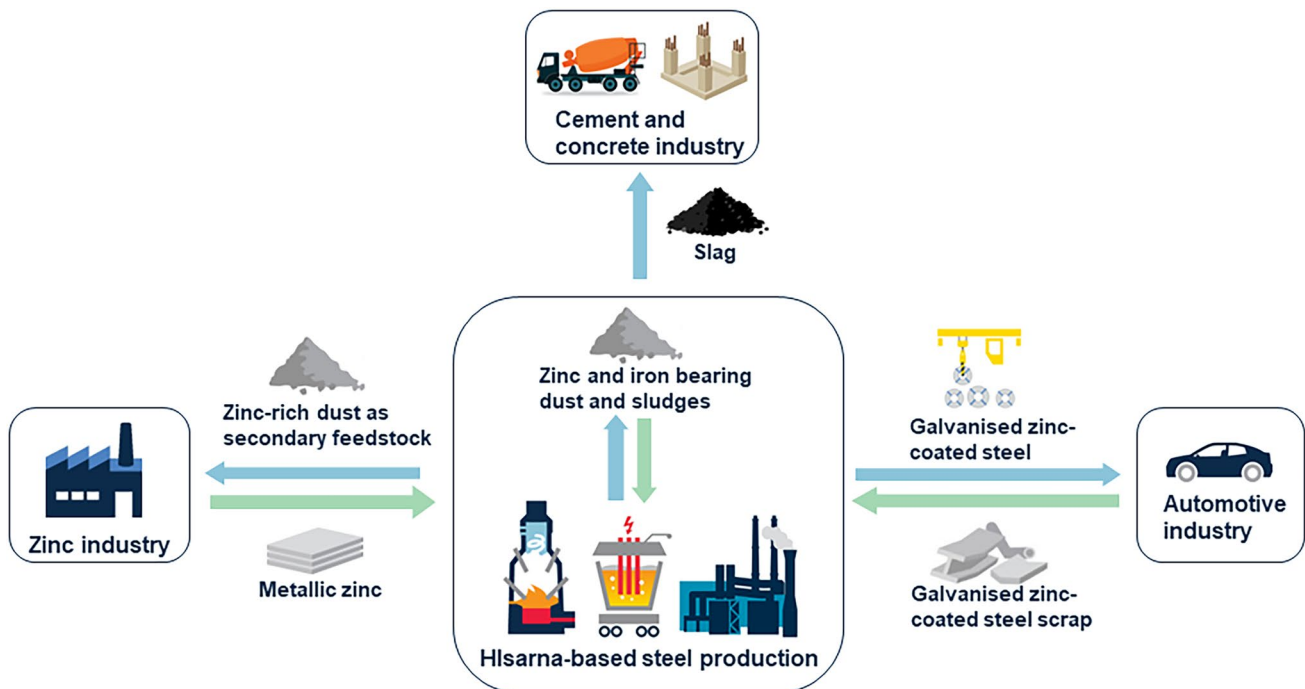 Cement and
concrete industry
Slag
Zinc and iron bearing
dust and sludges
Zinc-rich dust as
secondary feedstock
Galvanised zinc-
coated steel
Zinc industry
Automotive
industry
Metallic zinc
Galvanised zinc-
coated steel scrap
HIsarna-based steel production